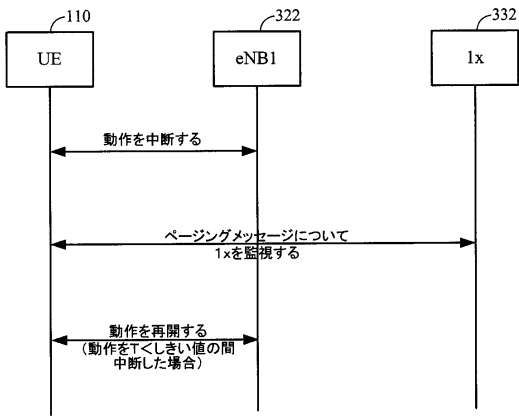 110
322
332
UE
eNB1
1x
動作を中断する
ページングメッセージについて
1xを監視する
動作を再開する
(動作をT<しきい値の間
中断した場合)